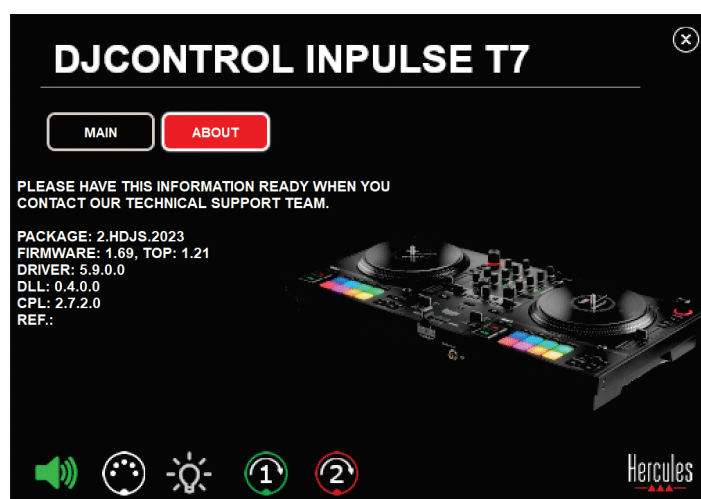 DJCONTROL INPULSE T7
MAIN
ABOUT
PLEASE HAVE THIS INFORMATION READY WHEN YOU
CONTACT OUR TECHNICAL SUPPORT TEAM.
PACKAGE: 2.HDJS.2023
FIRMWARE: 1.69, TOP: 1.21
DRIVER: 5.9.0.0
DLL: 0.4.0.0
CPL: 2.7.2.0
REF.:
1
2
Hercules